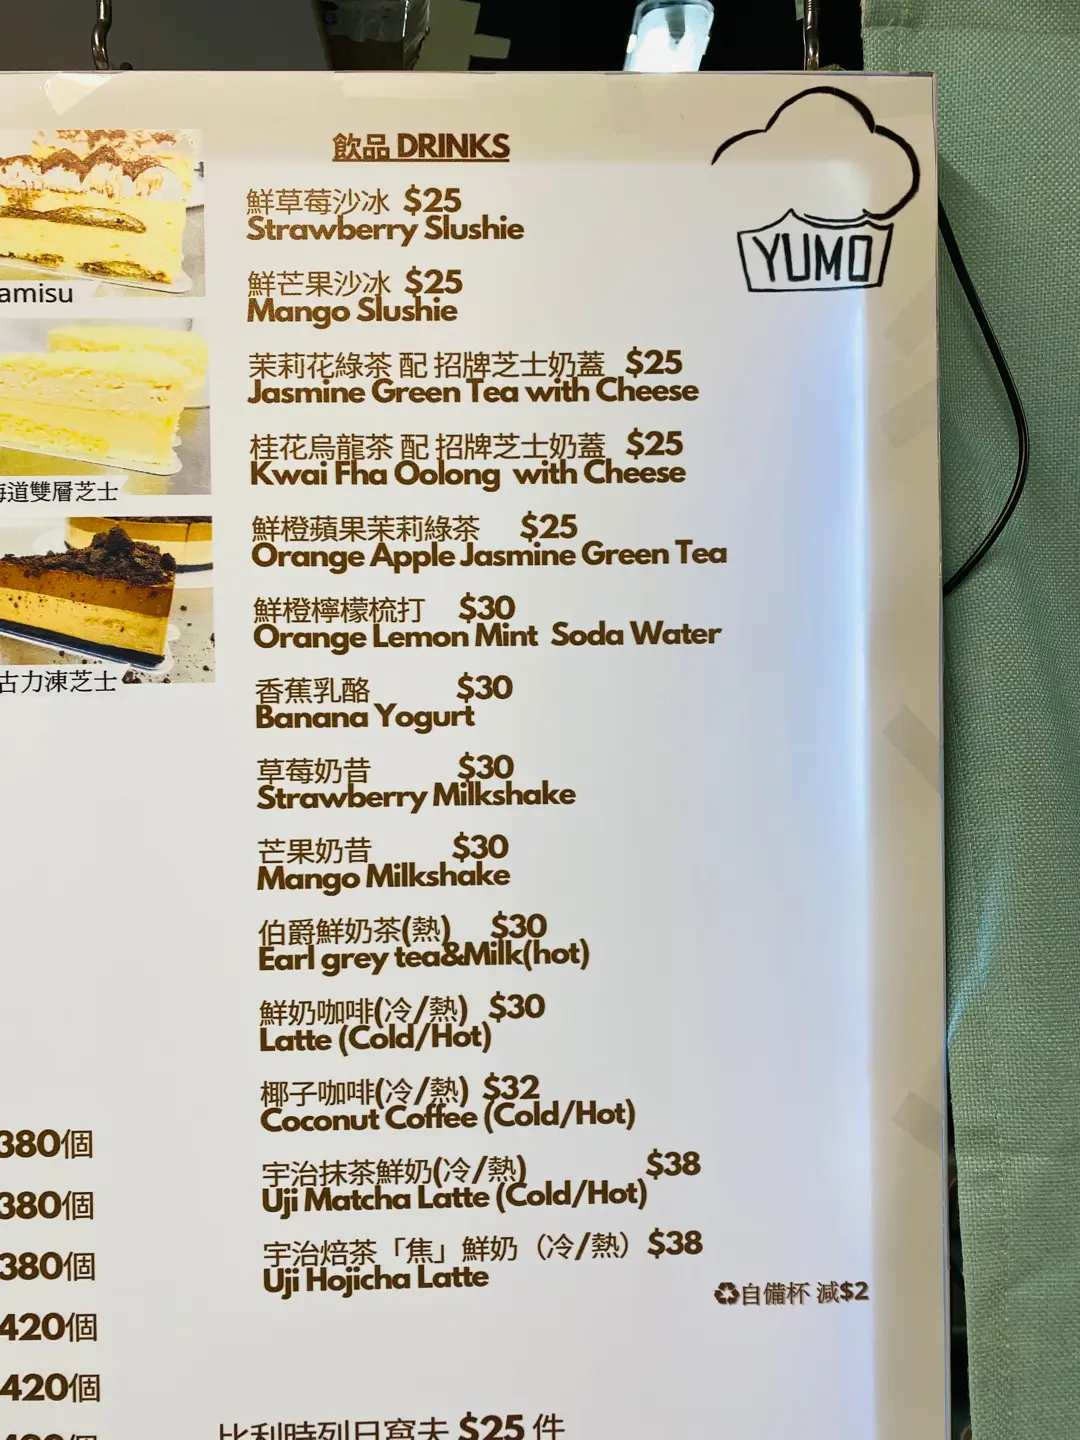 飲品 DRINKS
YUMO
鮮草莓沙冰 $25
Strawberry Slushie
鮮芒果沙冰 $25
Mango Slushie
茉莉花綠茶 配 招牌芝士奶蓋 $25
Jasmine Green Tea with Cheese
桂花烏龍茶 配 招牌芝士奶蓋 $25
Kwai Fha Oolong with Cheese
鮮橙蘋果茉莉綠茶 $25
Orange Apple Jasmine Green Tea
鮮橙檸檬梳打 $30
Orange Lemon Mint Soda Water
香蕉乳酪 $30
Banana Yogurt
草莓奶昔 $30
Strawberry Milkshake
芒果奶昔 $30
Mango Milkshake
伯爵鮮奶茶(熱) $30
Earl grey tea&Milk(hot)
鮮奶咖啡(冷/熱) $30
Latte (Cold/Hot)
椰子咖啡(冷/熱) $32
Coconut Coffee (Cold/Hot)
宇治抹茶鮮奶(冷/熱) $38
Uji Matcha Latte (Cold/Hot)
宇治焙茶「焦」鮮奶（冷/熱）$38
Uji Hojicha Latte
♻自備杯 減$2
amisu
道雙層芝士
古力凍芝士
380個
380個
380個
420個
420個
比利時列日窩夫 $25 件